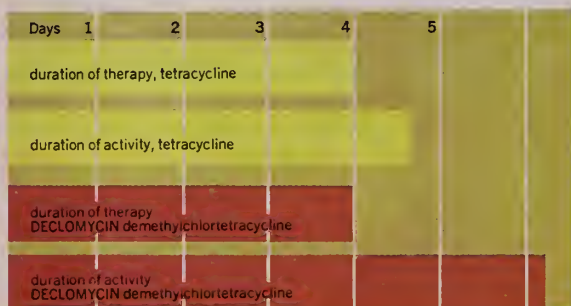 Days 1 2 3 4 5
duration of therapy, tetracycline
duration of activity, tetracycline
duration of therapy
DECLOMYCIN demethylchlortetracycline
duration of activity
DECLOMYCIN demethylchlortetracycline